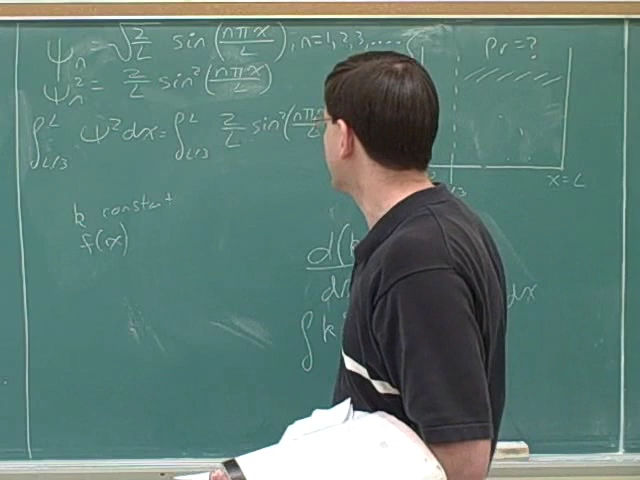 ψₙ = √(2/L) sin(nπx/L), n=1,2,3,....
ψₙ² = 2/L sin²(nπx/L)
∫_{L/3}^{L} ψ² dx = ∫_{L/3}^{L} 2/L sin²(nπx
k constant
f(x)
Pr=?
x=L
d(k
dx
∫ k
dx